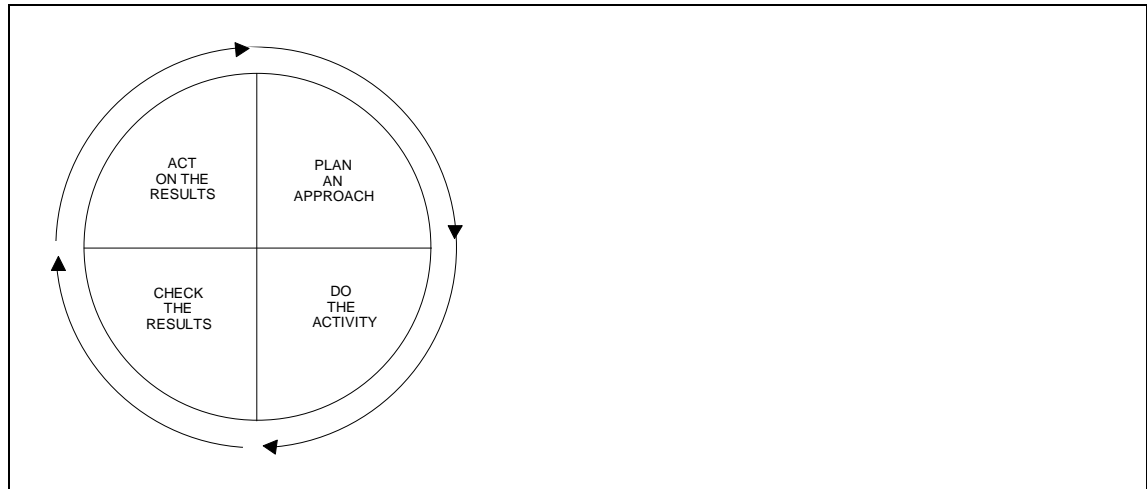 ACT
ON THE
RESULTS
PLAN
AN
APPROACH
CHECK
THE
RESULTS
DO
THE
ACTIVITY